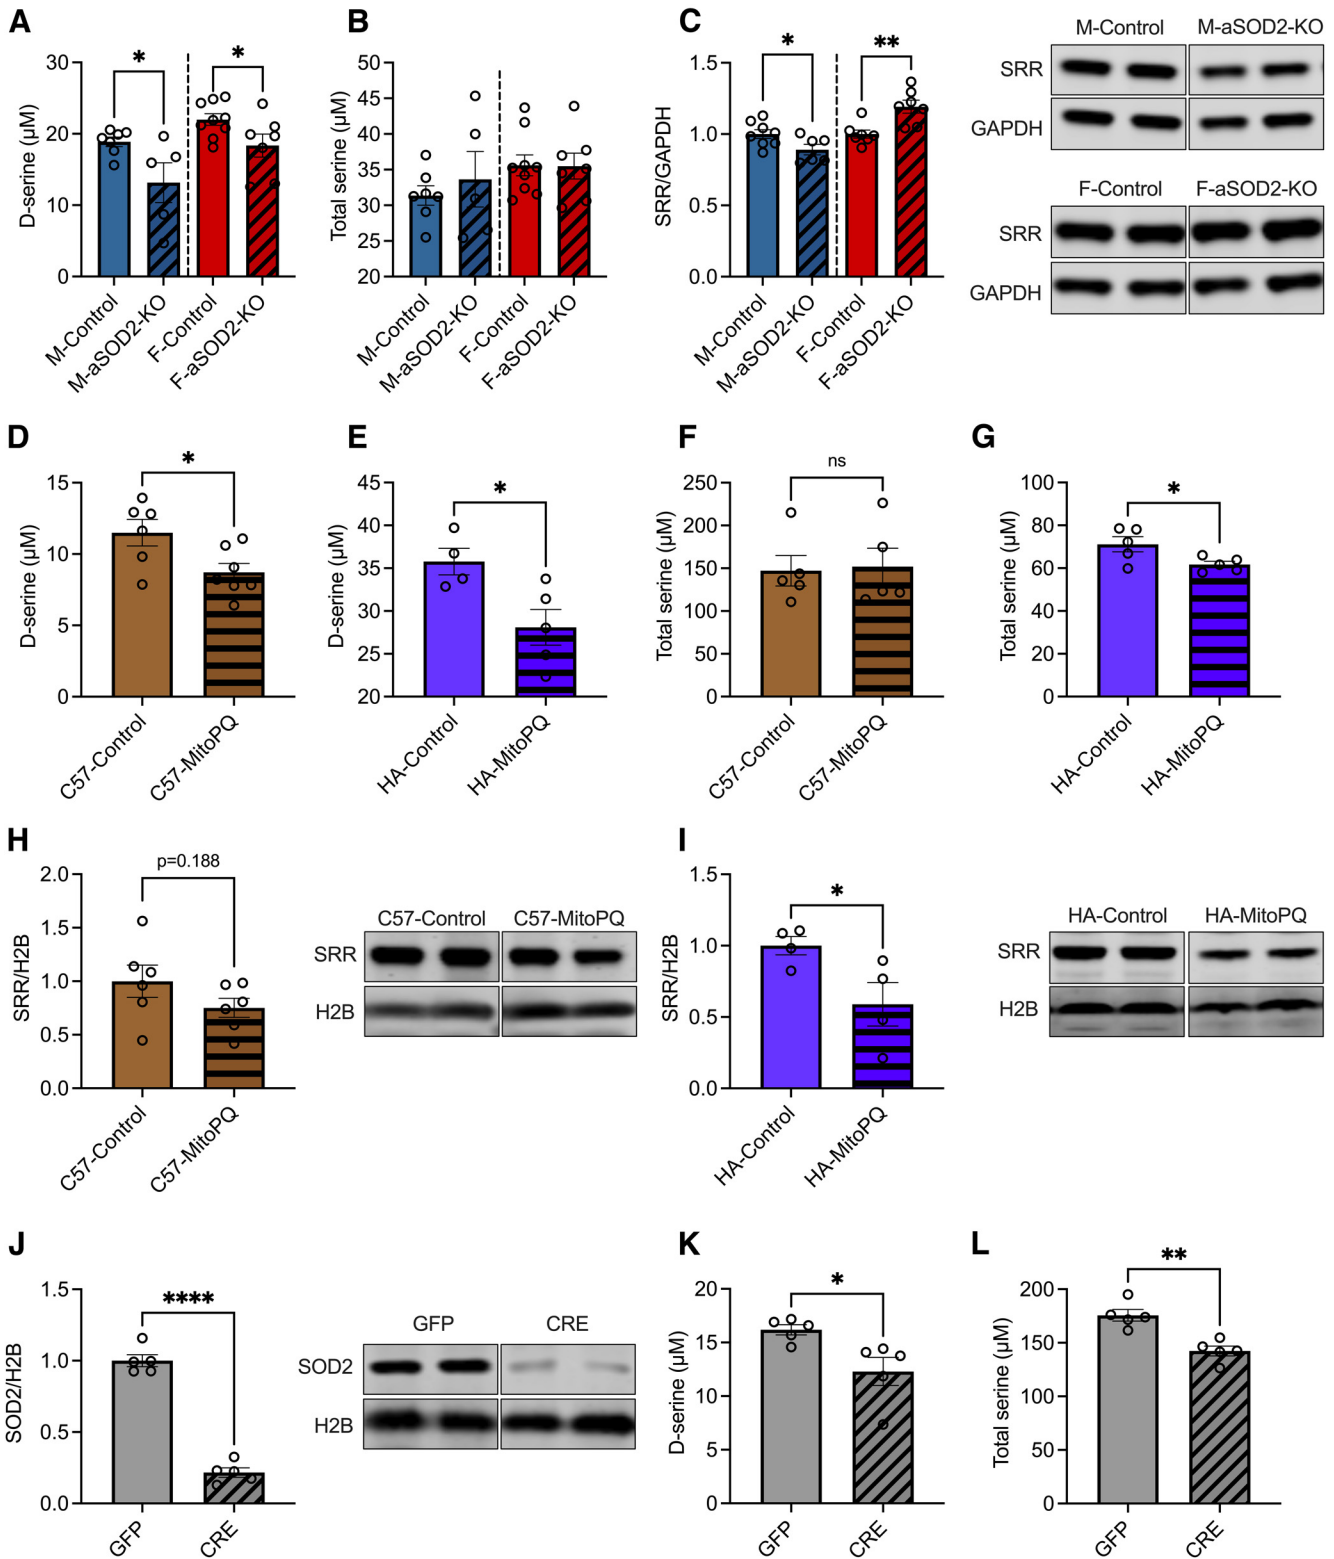 A
D-serine (μM)
30
20
10
0
*
*
M-Control
M-aSOD2-KO
F-Control
F-aSOD2-KO
B
Total serine (μM)
50
45
40
35
30
25
20
M-Control
M-aSOD2-KO
F-Control
F-aSOD2-KO
C
SRR/GAPDH
1.5
1.0
0.5
0.0
*
**
M-Control
M-aSOD2-KO
F-Control
F-aSOD2-KO
M-Control M-aSOD2-KO
SRR
GAPDH
F-Control F-aSOD2-KO
SRR
GAPDH
D
D-serine (μM)
15
10
5
0
*
C57-Control
C57-MitoPQ
E
D-serine (μM)
45
40
35
30
25
20
*
HA-Control
HA-MitoPQ
F
Total serine (μM)
250
200
150
100
50
0
ns
C57-Control
C57-MitoPQ
G
Total serine (μM)
100
80
60
40
20
0
*
HA-Control
HA-MitoPQ
H
SRR/H2B
2.0
1.5
1.0
0.5
0.0
p=0.188
C57-Control
C57-MitoPQ
C57-Control C57-MitoPQ
SRR
H2B
I
SRR/H2B
1.5
1.0
0.5
0.0
*
HA-Control
HA-MitoPQ
HA-Control HA-MitoPQ
SRR
H2B
J
SOD2/H2B
1.5
1.0
0.5
0.0
****
GFP
CRE
GFP CRE
SOD2
H2B
K
D-serine (μM)
20
15
10
5
0
*
GFP
CRE
L
Total serine (μM)
200
150
100
50
0
**
GFP
CRE